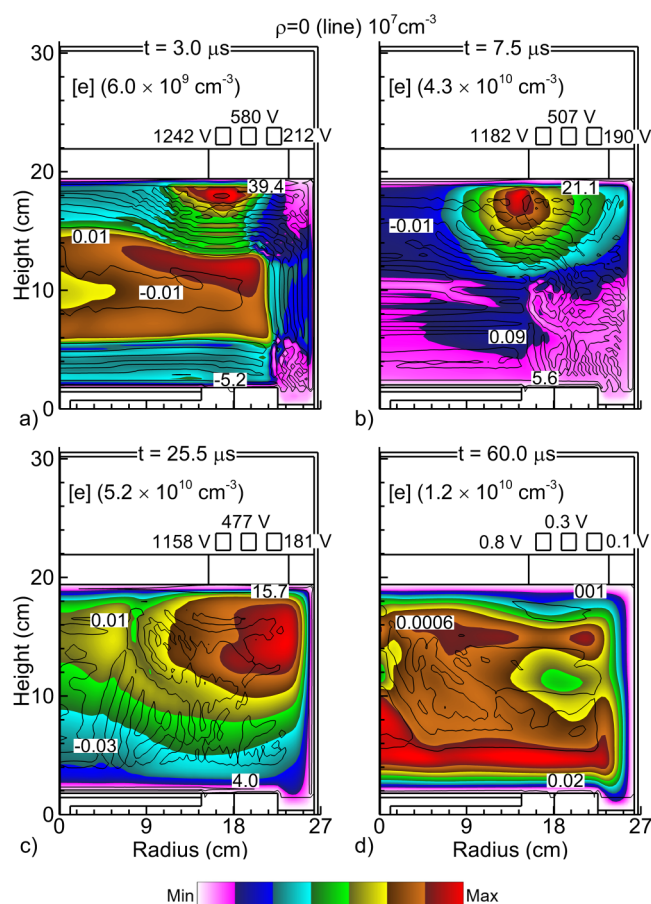 ρ=0 (line) 10⁷cm⁻³
30
t = 3.0 μs
[e] (6.0 × 10⁹ cm⁻³)
580 V
1242 V
212 V
20
39.4
0.01
Height (cm)
10
-0.01
-5.2
0
a)
t = 7.5 μs
[e] (4.3 × 10¹⁰ cm⁻³)
507 V
1182 V
190 V
21.1
-0.01
0.09
5.6
b)
30
t = 25.5 μs
[e] (5.2 × 10¹⁰ cm⁻³)
477 V
1158 V
181 V
20
15.7
0.01
Height (cm)
10
-0.03
4.0
0
0
9
18
27
c)
Radius (cm)
t = 60.0 μs
[e] (1.2 × 10¹⁰ cm⁻³)
0.3 V
0.8 V
0.1 V
001
0.0006
0.02
0
9
18
27
d)
Radius (cm)
Min
Max